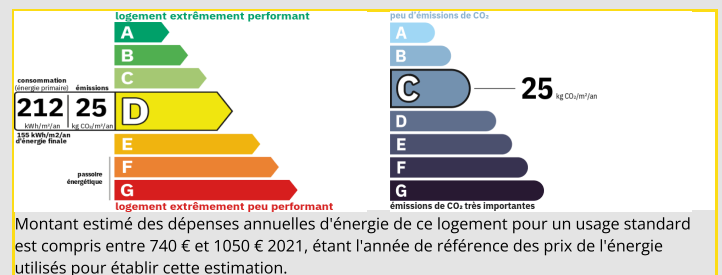 logement extrêmement performant
A
B
C
consommation
(énergie primaire) émissions
212 25 D
kWh/m²/an kg CO₂/m²/an
155 kWh/m2/an
d'énergie finale
E
passoire
énergétique
F
G
logement extrêmement peu performant
peu d'émissions de CO₂
A
B
C 25 kg CO₂/m²/an
D
E
F
G
émissions de CO₂ très importantes
Montant estimé des dépenses annuelles d'énergie de ce logement pour un usage standard
est compris entre 740 € et 1050 € 2021, étant l'année de référence des prix de l'énergie
utilisés pour établir cette estimation.